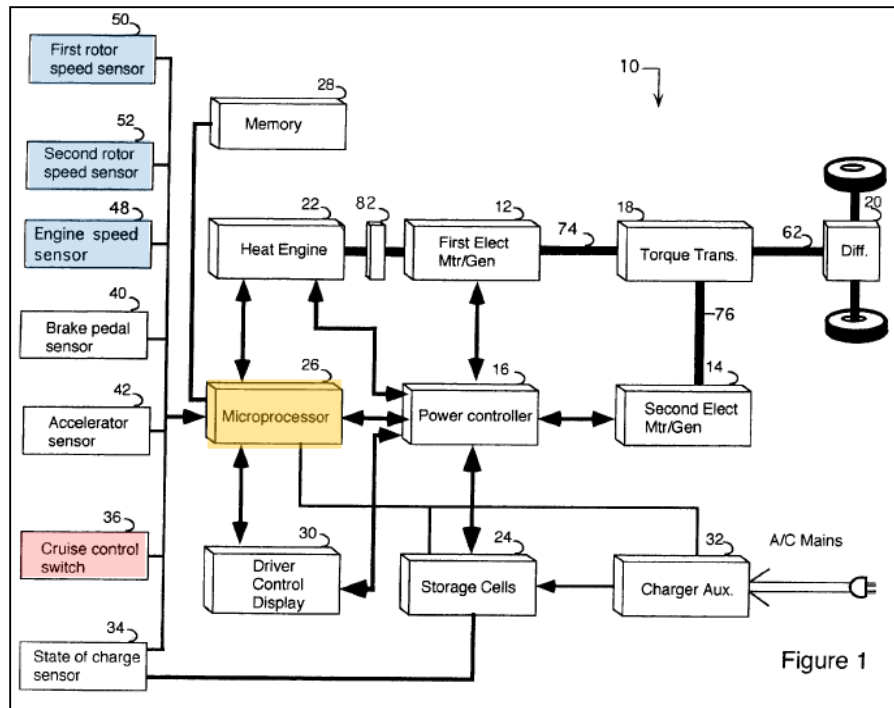 50
First rotor
speed sensor
52
Second rotor
speed sensor
48
Engine speed
sensor
40
Brake pedal
sensor
42
Accelerator
sensor
36
Cruise control
switch
34
State of charge
sensor
28
Memory
10
22
Heat Engine
82
12
First Elect
Mtr/Gen
74
18
Torque Trans.
62
20
Diff.
76
26
Microprocessor
16
Power controller
14
Second Elect
Mtr/Gen
30
Driver
Control
Display
24
Storage Cells
32
Charger Aux.
A/C Mains
Figure 1